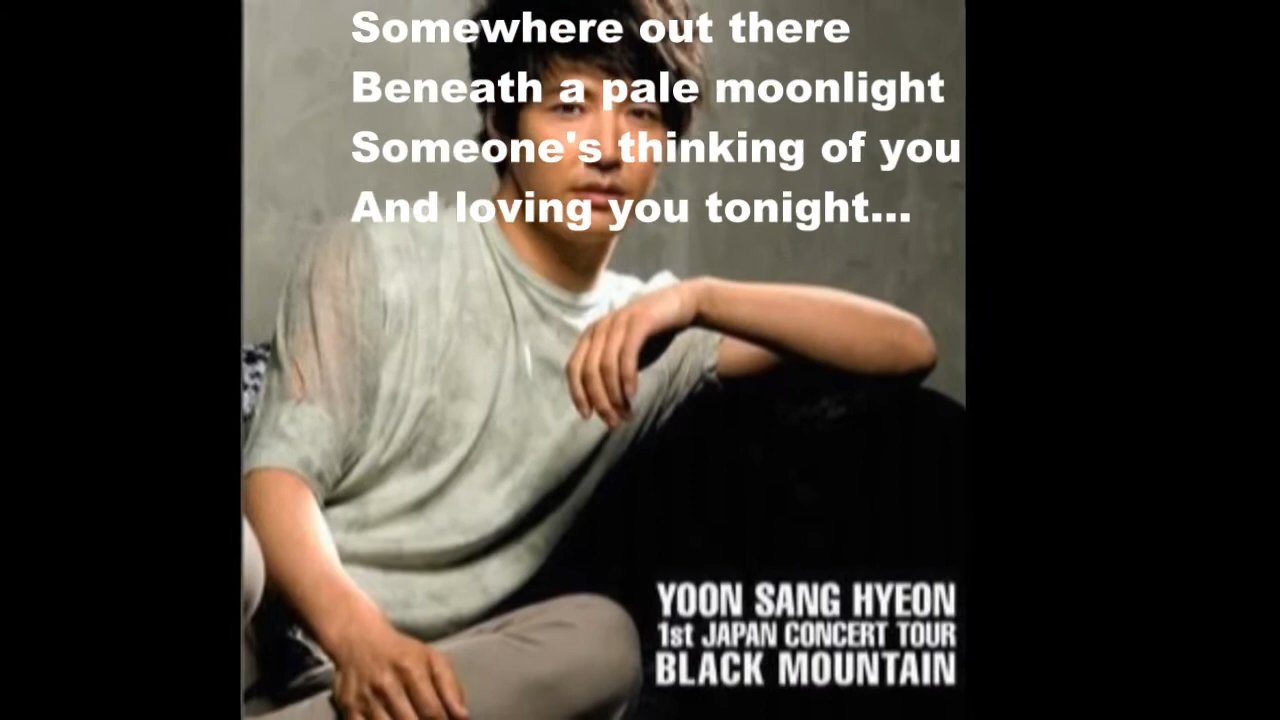 Somewhere out there
Beneath a pale moonlight
Someone's thinking of you
And loving you tonight...
YOON SANG HYEON
1st JAPAN CONCERT TOUR
BLACK MOUNTAIN